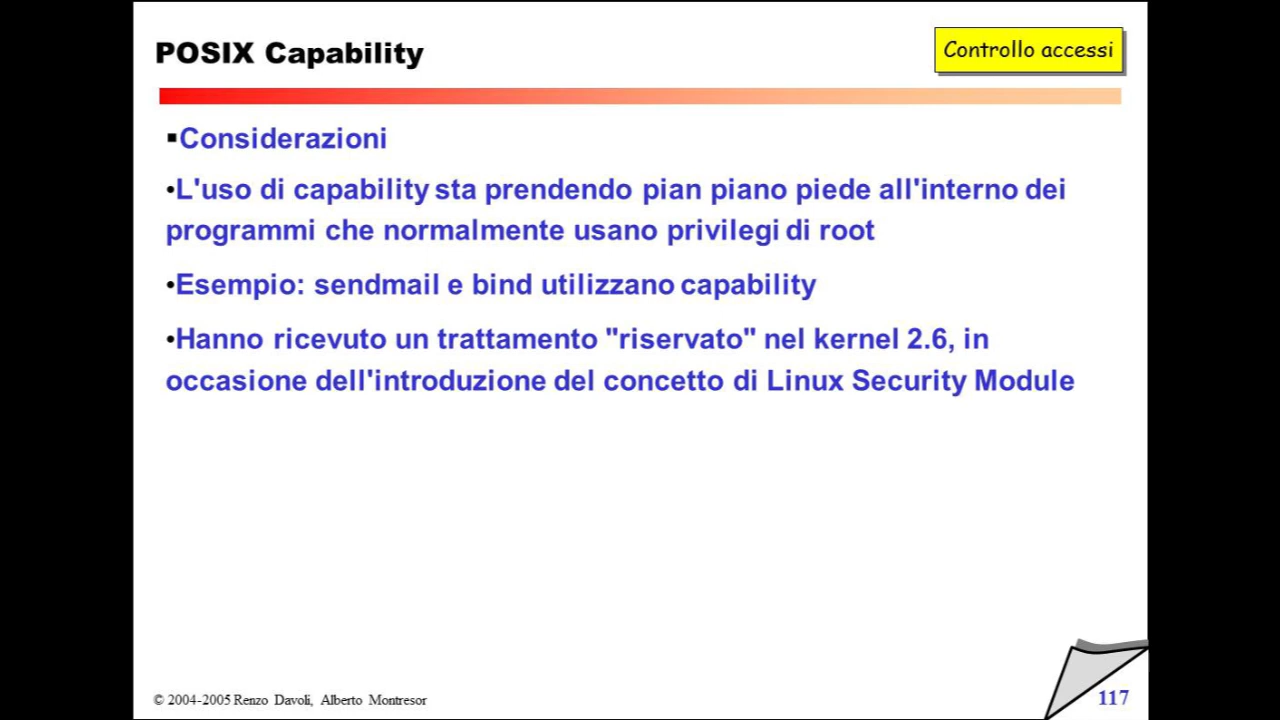 POSIX Capability
Controllo accessi
▪Considerazioni
•L'uso di capability sta prendendo pian piano piede all'interno dei
programmi che normalmente usano privilegi di root
•Esempio: sendmail e bind utilizzano capability
•Hanno ricevuto un trattamento "riservato" nel kernel 2.6, in
occasione dell'introduzione del concetto di Linux Security Module
© 2004-2005 Renzo Davoli, Alberto Montresor
117